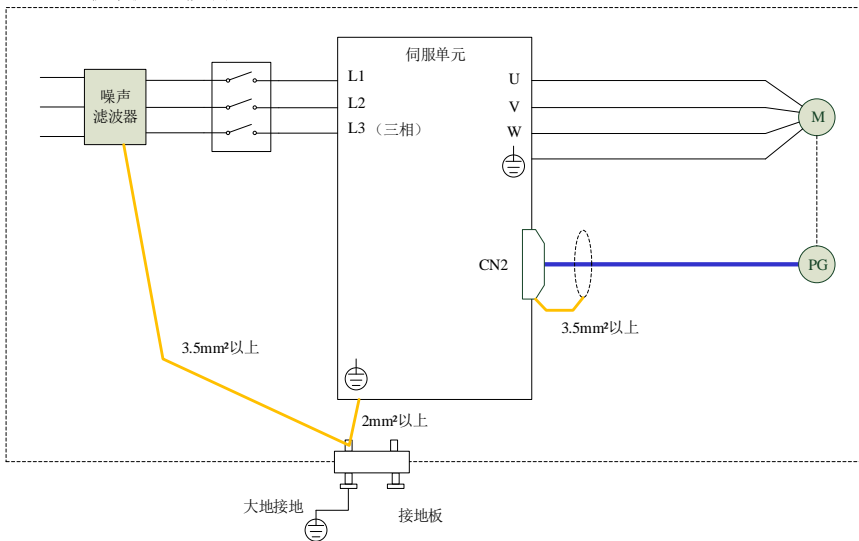 伺服单元
噪声
滤波器
L1
L2
L3（三相）
U
V
W
M
CN2
PG
3.5mm²以上
3.5mm²以上
2mm²以上
大地接地
接地板